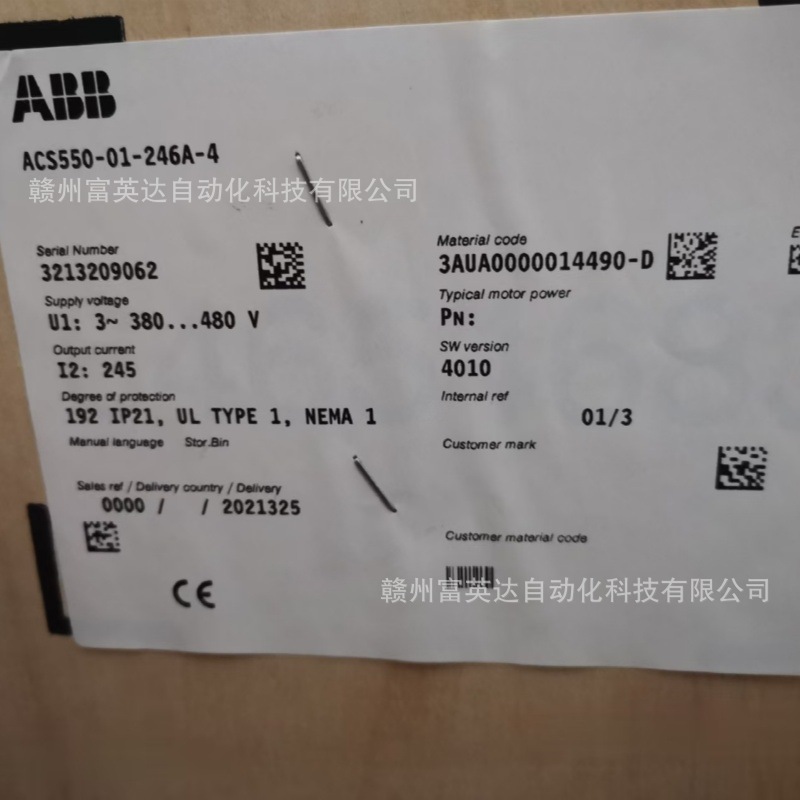 ABB
ACS550-01-246A-4
赣州富英达自动化科技有限公司
Serial Number
3213209062
Supply voltage
U1: 3~ 380...480 V
Output current
I2: 245
Degree of protection
192 IP21, UL TYPE 1, NEMA 1
Manual language Stor.Bin
Sales ref / Delivery country / Delivery
0000 / / 2021325
CE
Material code
3AUA0000014490-D
Typical motor power
PN:
SW version
4010
Internal ref
01/3
Customer mark
Customer material code
赣州富英达自动化科技有限公司